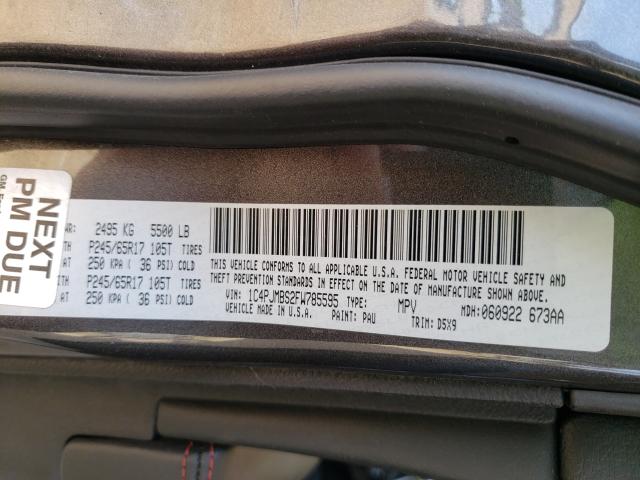 NEXT
PM DUE
2495 KG 5500 LB
P245/65R17 105T TIRES
250 KPA ( 36 PSI) COLD
P245/65R17 105T TIRES
250 KPA ( 36 PSI) COLD
THIS VEHICLE CONFORMS TO ALL APPLICABLE U.S.A. FEDERAL MOTOR VEHICLE SAFETY AND
THEFT PREVENTION STANDARDS IN EFFECT ON THE DATE OF MANUFACTURE SHOWN ABOVE.
VIN: 1C4PJMBS2FW785595 TYPE: MPV MDH: 060922 673AA
VEHICLE MADE IN U.S.A. PAINT: PAU TRIM: D5X9